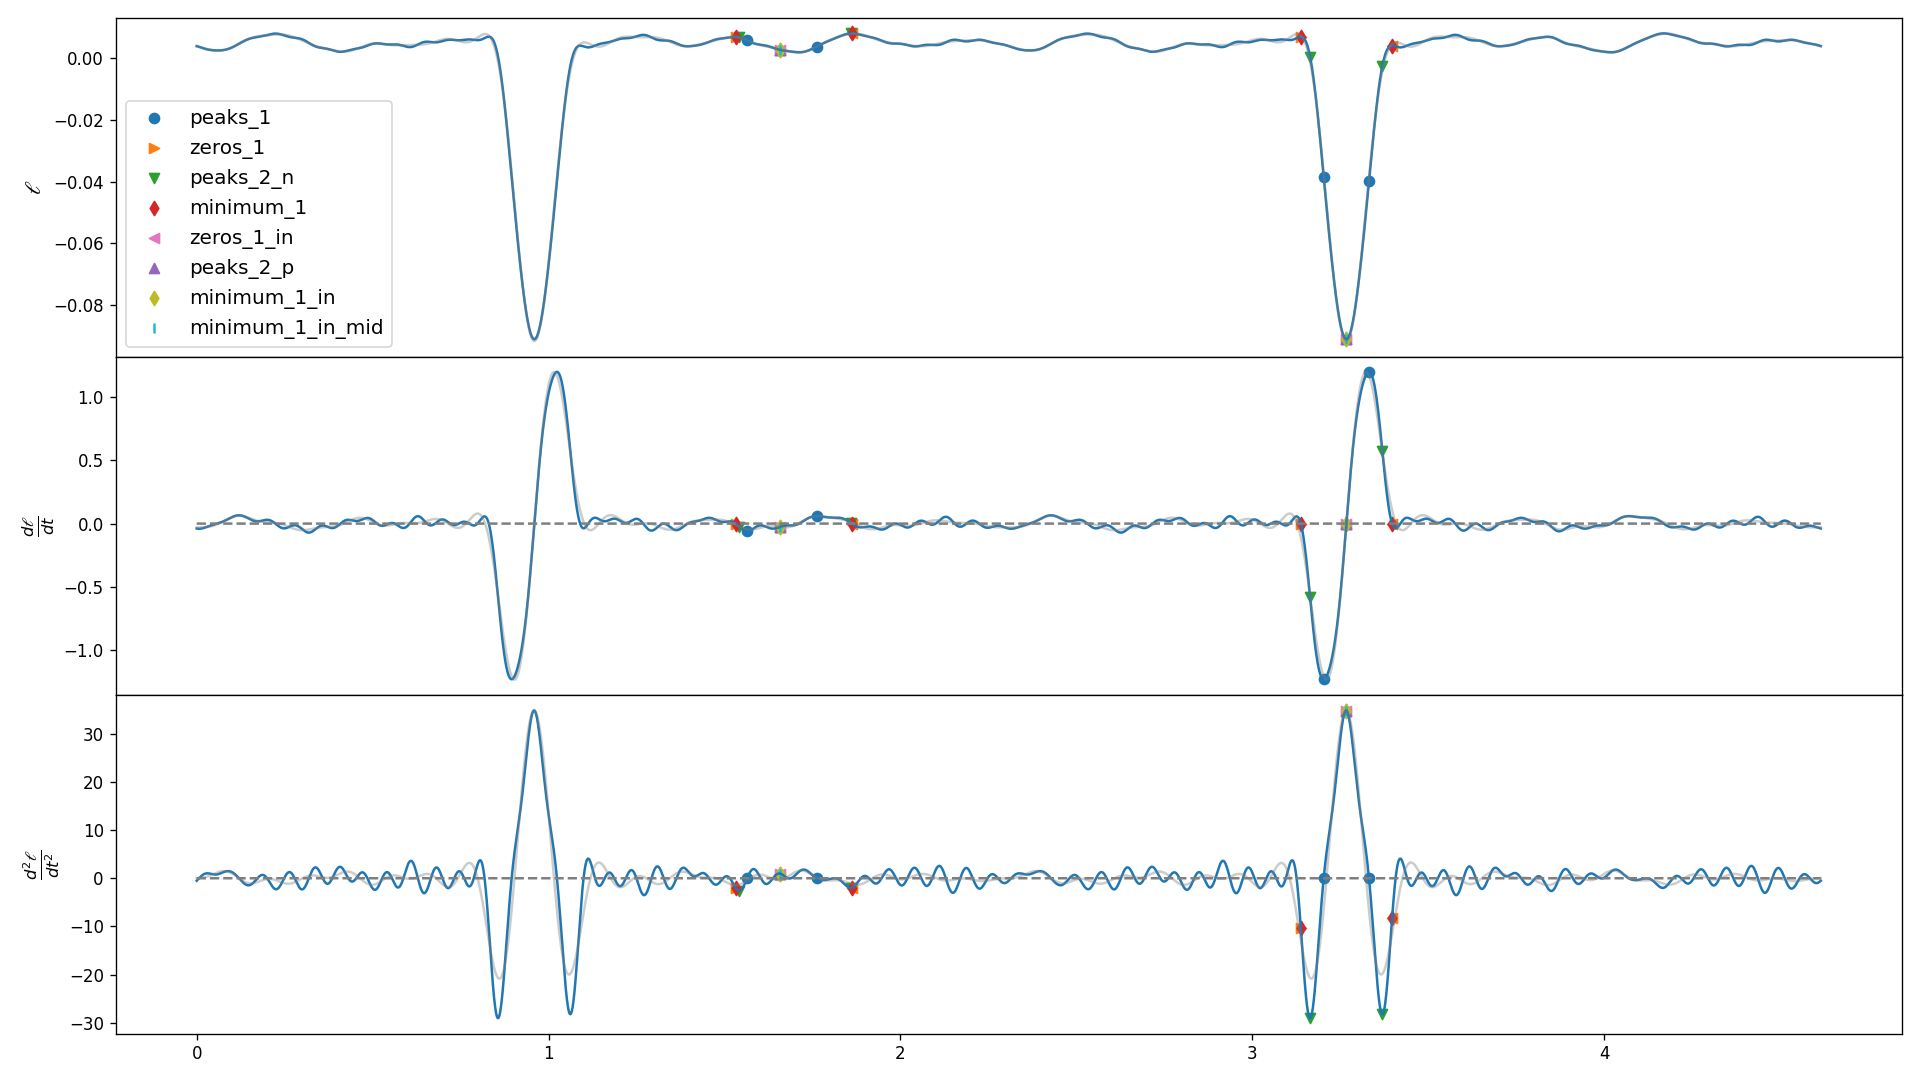 0.00
−0.02
−0.04
−0.06
−0.08
ℓ
peaks_1
zeros_1
peaks_2_n
minimum_1
zeros_1_in
peaks_2_p
minimum_1_in
minimum_1_in_mid
1.0
0.5
0.0
−0.5
−1.0
dℓ
dt
30
20
10
0
−10
−20
−30
d²ℓ
dt²
0 1 2 3 4